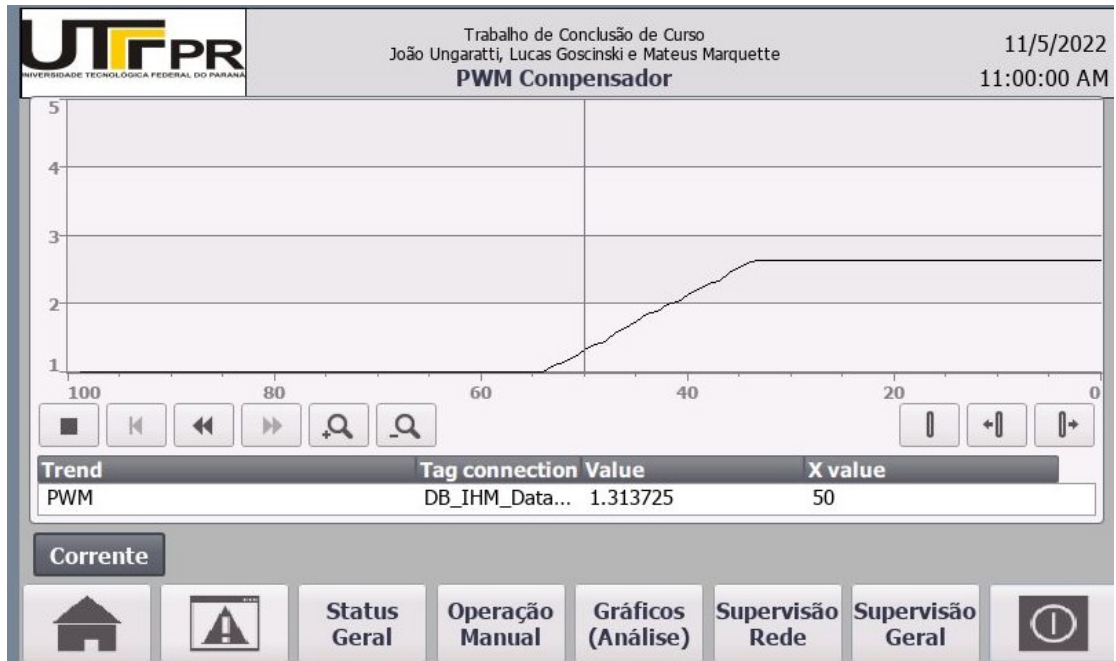 UTFPR
UNIVERSIDADE TECNOLÓGICA FEDERAL DO PARANÁ
Trabalho de Conclusão de Curso
João Ungaratti, Lucas Goscinski e Mateus Marquette
PWM Compensador
11/5/2022
11:00:00 AM
5
4
3
2
1
100 80 60 40 20 0
Trend Tag connection Value X value
PWM DB_IHM_Data... 1.313725 50
Corrente
Status Geral
Operação Manual
Gráficos (Análise)
Supervisão Rede
Supervisão Geral